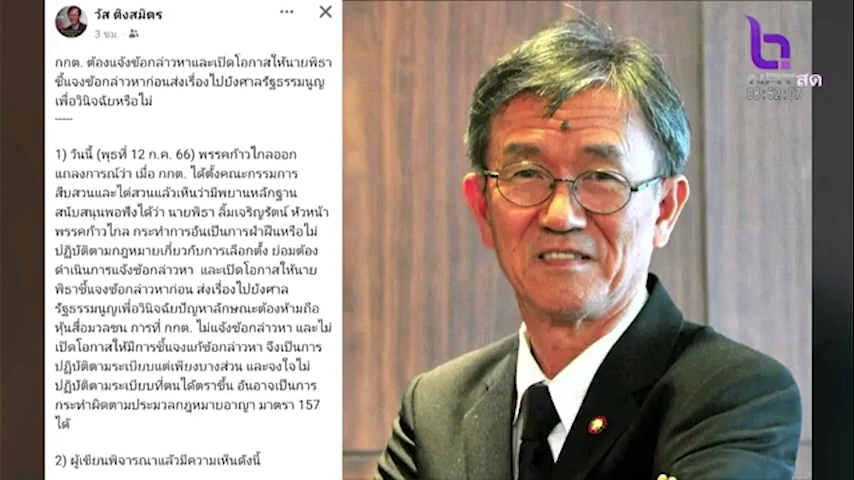 วัส ติงสมิตร
3 ชม.
กกต. ต้องแจ้งข้อกล่าวหาและเปิดโอกาสให้นายพิธา
ชี้แจงข้อกล่าวหาก่อนส่งเรื่องไปยังศาลรัฐธรรมนูญ
เพื่อวินิจฉัยหรือไม่
-----
1) วันนี้ (พุธที่ 12 ก.ค. 66) พรรคก้าวไกลออก
แถลงการณ์ว่า เมื่อ กกต. ได้ตั้งคณะกรรมการ
สืบสวนและไต่สวนแล้วเห็นว่ามีพยานหลักฐาน
สนับสนุนพอฟังได้ว่า นายพิธา ลิ้มเจริญรัตน์ หัวหน้า
พรรคก้าวไกล กระทำการอันเป็นการฝ่าฝืนหรือไม่
ปฏิบัติตามกฎหมายเกี่ยวกับการเลือกตั้ง ย่อมต้อง
ดำเนินการแจ้งข้อกล่าวหา และเปิดโอกาสให้นาย
พิธาชี้แจงข้อกล่าวหาก่อน ส่งเรื่องไปยังศาล
รัฐธรรมนูญเพื่อวินิจฉัยปัญหาลักษณะต้องห้ามถือ
หุ้นสื่อมวลชน การที่ กกต. ไม่แจ้งข้อกล่าวหา และไม่
เปิดโอกาสให้มีการชี้แจงแก้ข้อกล่าวหา จึงเป็นการ
ปฏิบัติตามระเบียบแต่เพียงบางส่วน และจงใจไม่
ปฏิบัติตามระเบียบที่ตนได้ตราขึ้น อันอาจเป็นการ
กระทำผิดตามประมวลกฎหมายอาญา มาตรา 157
ได้
2) ผู้เขียนพิจารณาแล้วมีความเห็นดังนี้
สด
08:52:07